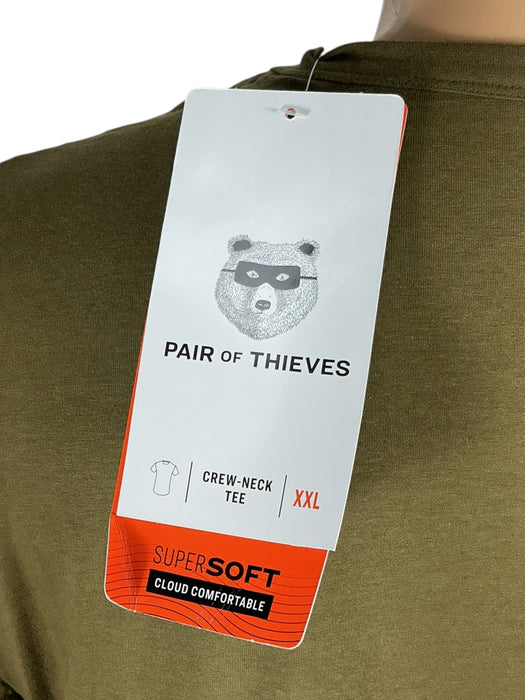 PAIR OF THIEVES
CREW-NECK
TEE
XXL
SUPERSOFT
CLOUD COMFORTABLE